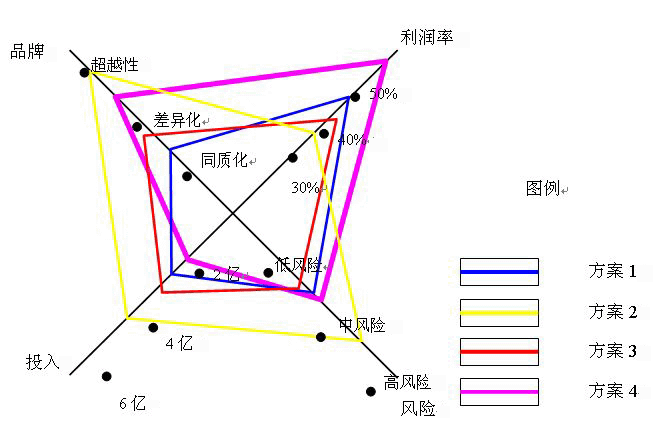 品牌
利润率
超越性
50%
差异化
40%
同质化
30%
图例
低风险
2 亿
方案 1
方案 2
中风险
4 亿
方案 3
投入
高风险
方案 4
6 亿
风险